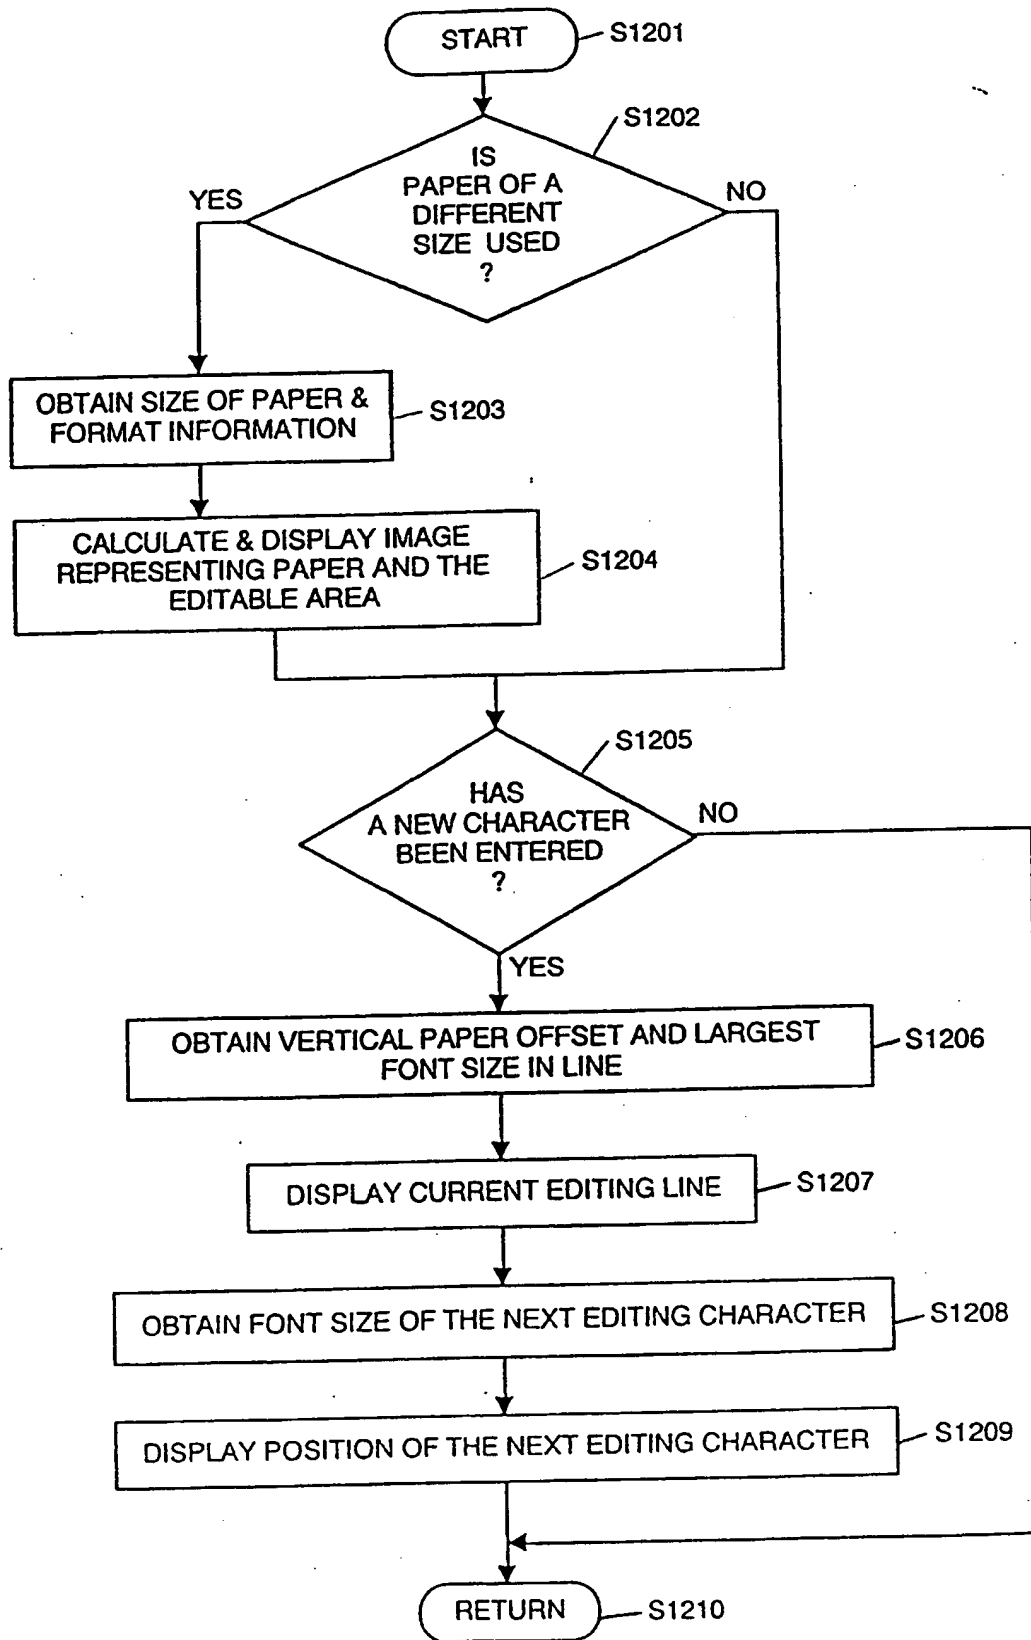 START
S1201
S1202
IS
PAPER OF A
DIFFERENT
SIZE USED
?
YES
NO
OBTAIN SIZE OF PAPER &
FORMAT INFORMATION
S1203
CALCULATE & DISPLAY IMAGE
REPRESENTING PAPER AND THE
EDITABLE AREA
S1204
S1205
HAS
A NEW CHARACTER
BEEN ENTERED
?
NO
YES
OBTAIN VERTICAL PAPER OFFSET AND LARGEST
FONT SIZE IN LINE
S1206
DISPLAY CURRENT EDITING LINE
S1207
OBTAIN FONT SIZE OF THE NEXT EDITING CHARACTER
S1208
DISPLAY POSITION OF THE NEXT EDITING CHARACTER
S1209
RETURN
S1210